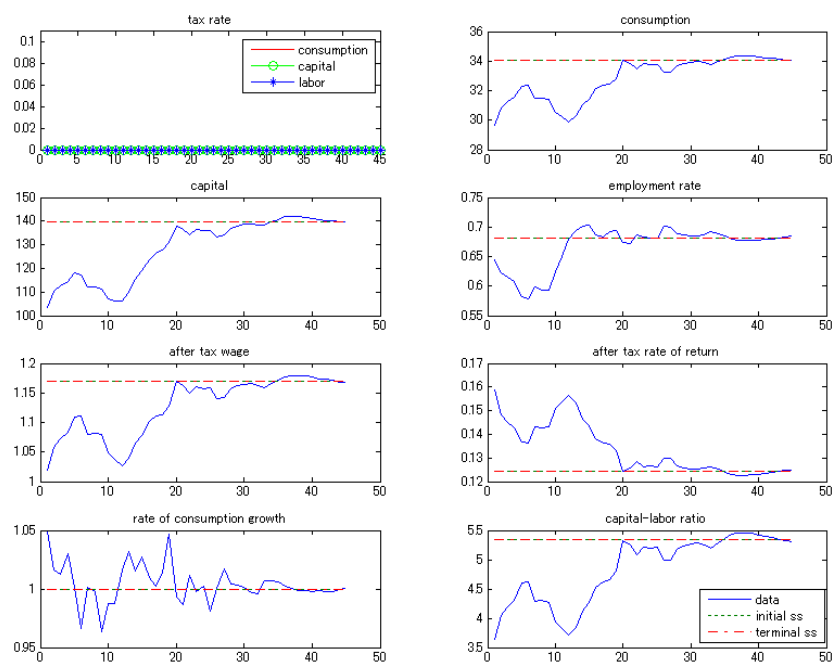 tax rate
0.1
0.08
0.06
0.04
0.02
0
0 5 10 15 20 25 30 35 40 45
consumption
capital
labor
consumption
36
34
32
30
28
0 10 20 30 40 50
capital
150
140
130
120
110
100
0 10 20 30 40 50
employment rate
0.75
0.7
0.65
0.6
0.55
0 10 20 30 40 50
after tax wage
1.2
1.15
1.1
1.05
1
0 10 20 30 40 50
after tax rate of return
0.17
0.16
0.15
0.14
0.13
0.12
0 10 20 30 40 50
rate of consumption growth
1.05
1
0.95
0 10 20 30 40 50
capital-labor ratio
5.5
5
4.5
4
3.5
0 10 20 30 40 50
data
initial ss
terminal ss